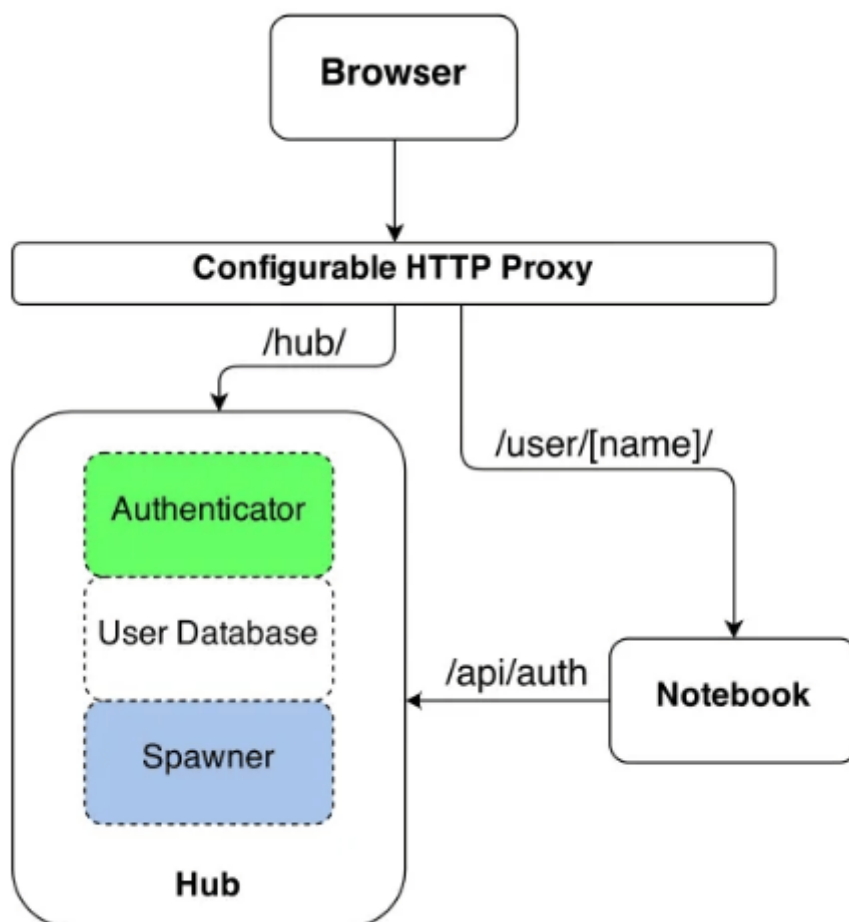 Browser
Configurable HTTP Proxy
/hub/
/user/[name]/
Authenticator
User Database
/api/auth
Notebook
Spawner
Hub